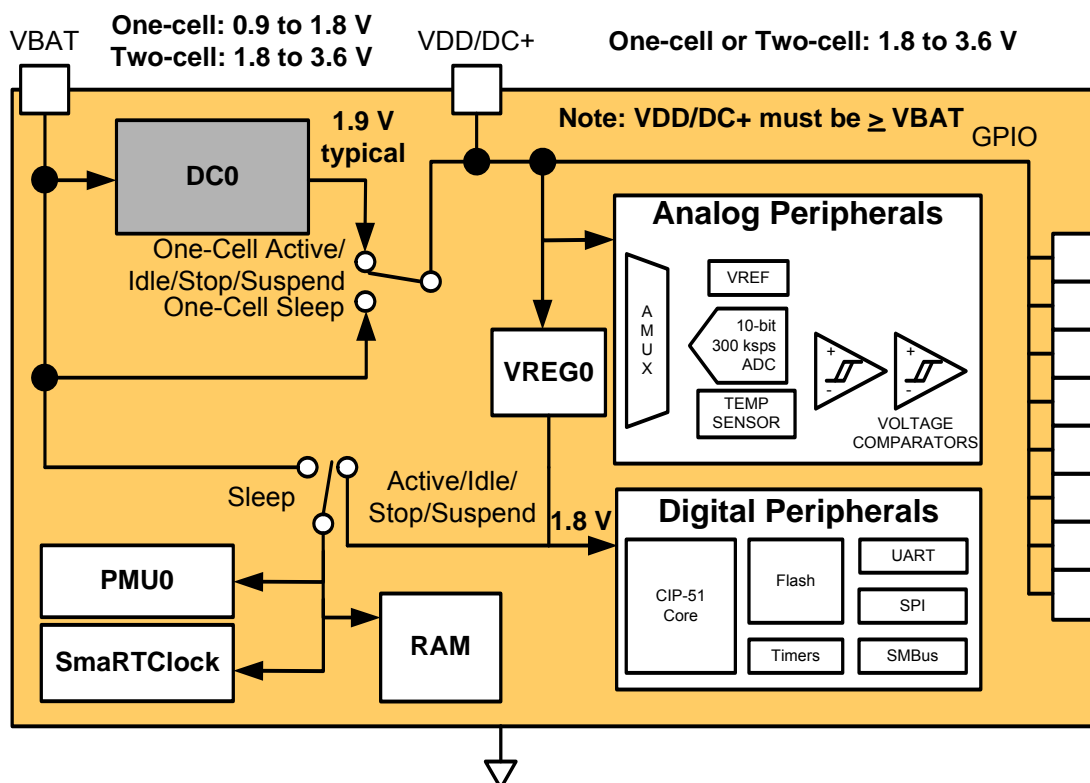 One-cell: 0.9 to 1.8 V
VBAT
Two-cell: 1.8 to 3.6 V
VDD/DC+
One-cell or Two-cell: 1.8 to 3.6 V
Note: VDD/DC+ must be ≥ VBAT
GPIO
1.9 V
typical
DC0
One-Cell Active/
Idle/Stop/Suspend
One-Cell Sleep
VREG0
Analog Peripherals
A
M
U
X
VREF
10-bit
300 ksps
ADC
TEMP
SENSOR
+
-
+
-
VOLTAGE
COMPARATORS
Sleep
Active/Idle/
Stop/Suspend
1.8 V
Digital Peripherals
CIP-51
Core
Flash
Timers
UART
SPI
SMBus
PMU0
SmaRTClock
RAM